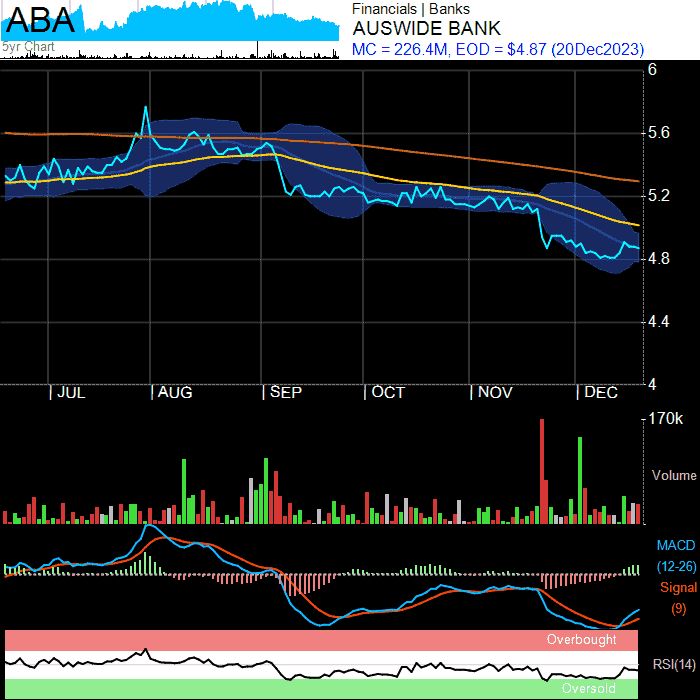 ABA
5yr Chart
Financials | Banks
AUSWIDE BANK
MC = 226.4M, EOD = $4.87 (20Dec2023)
6
5.6
5.2
4.8
4.4
4
| JUL | AUG | SEP | OCT | NOV | DEC
170k
Volume
MACD
(12-26)
Signal
(9)
Overbought
RSI(14)
Oversold